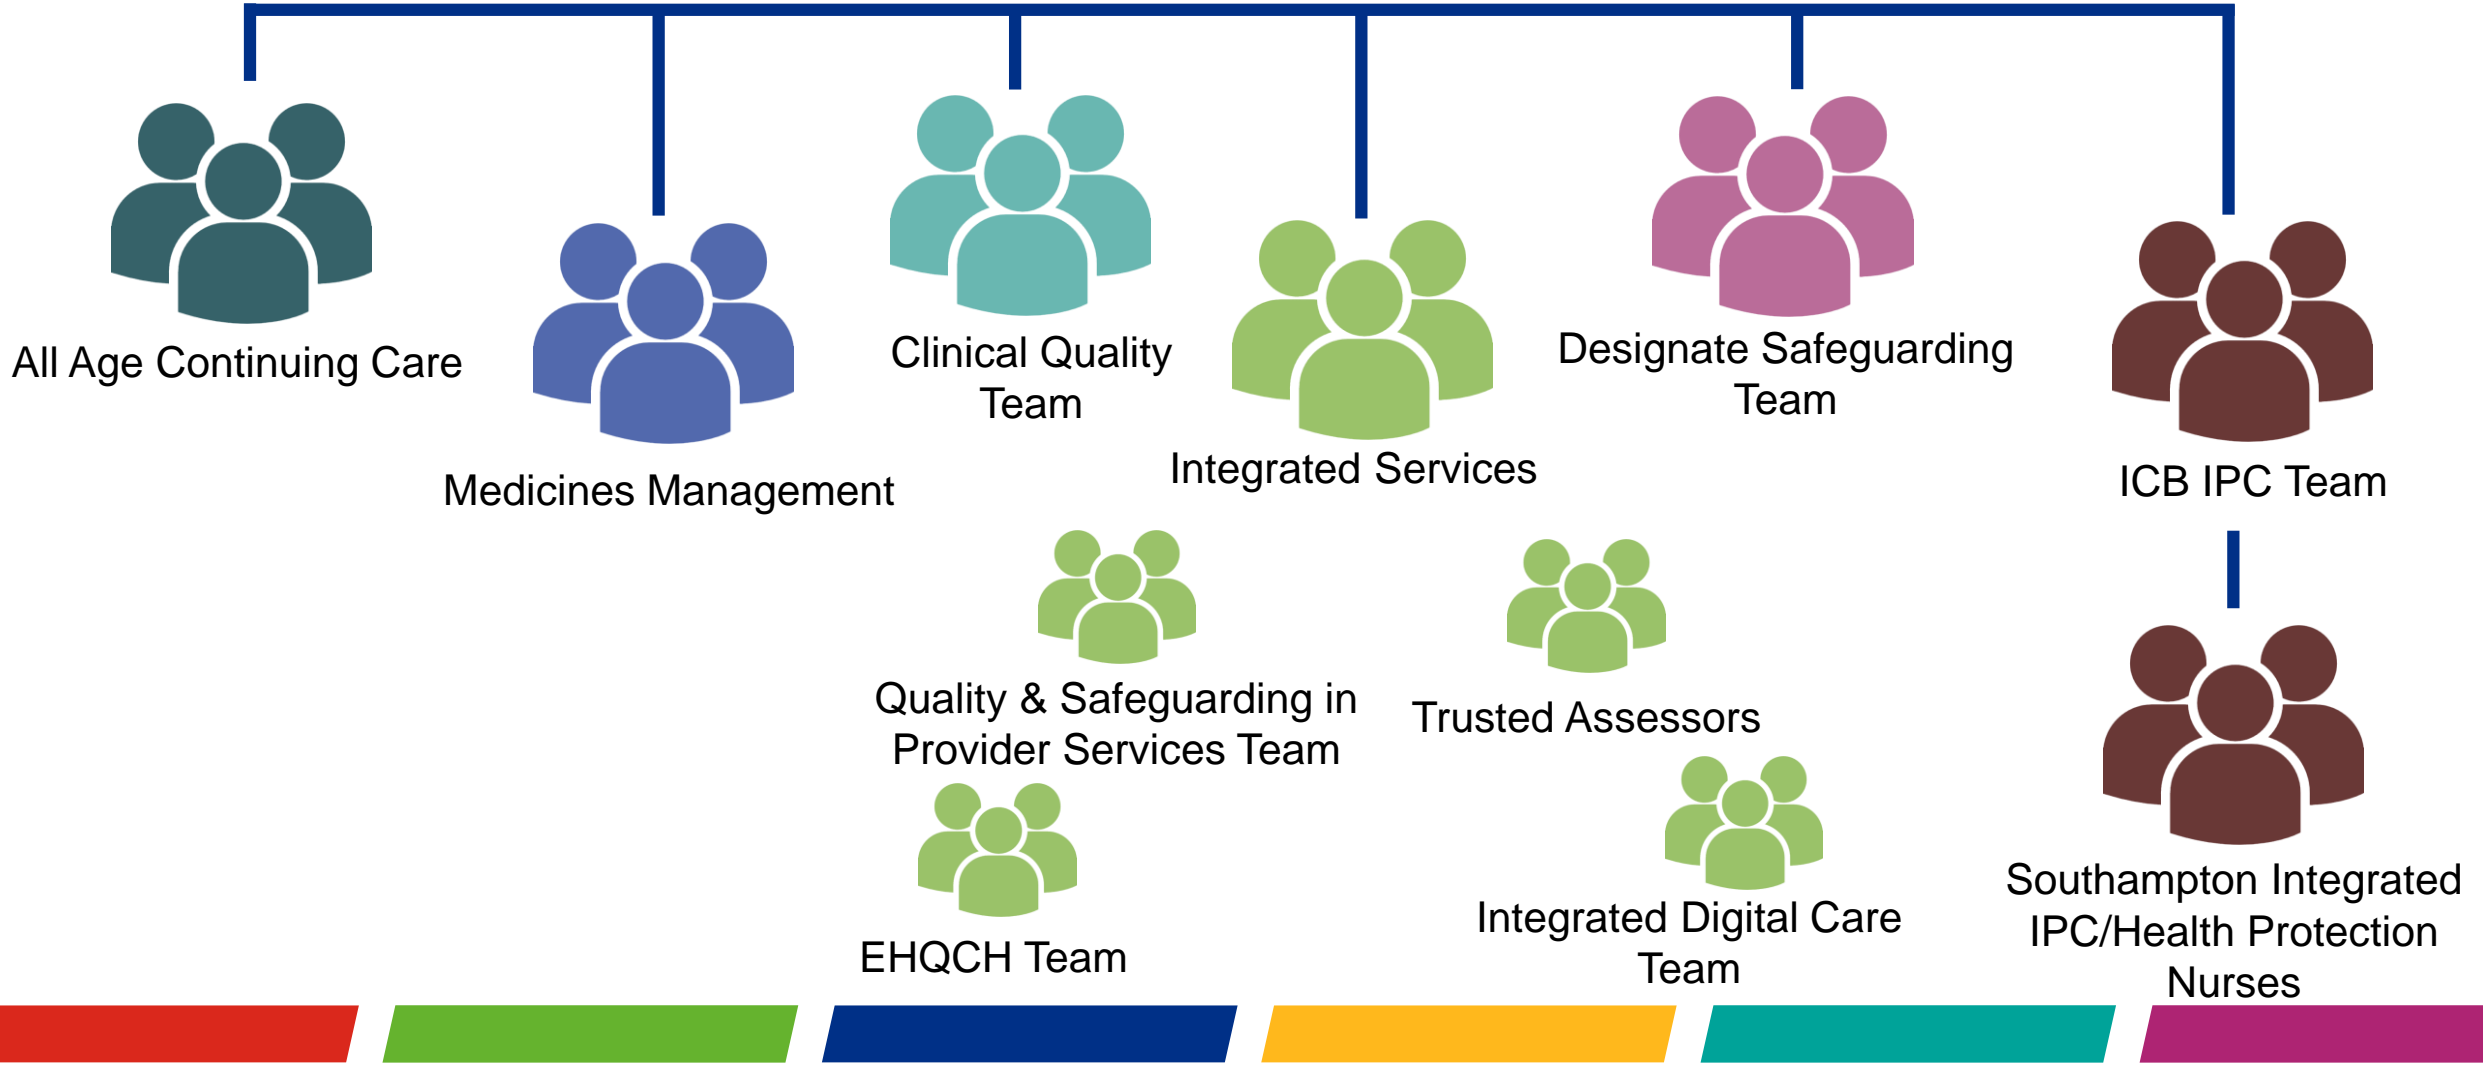 All Age Continuing Care
Medicines Management
Clinical Quality
Team
Integrated Services
Designate Safeguarding
Team
ICB IPC Team
Quality & Safeguarding in
Provider Services Team
Trusted Assessors
EHQCH Team
Integrated Digital Care
Team
Southampton Integrated
IPC/Health Protection
Nurses